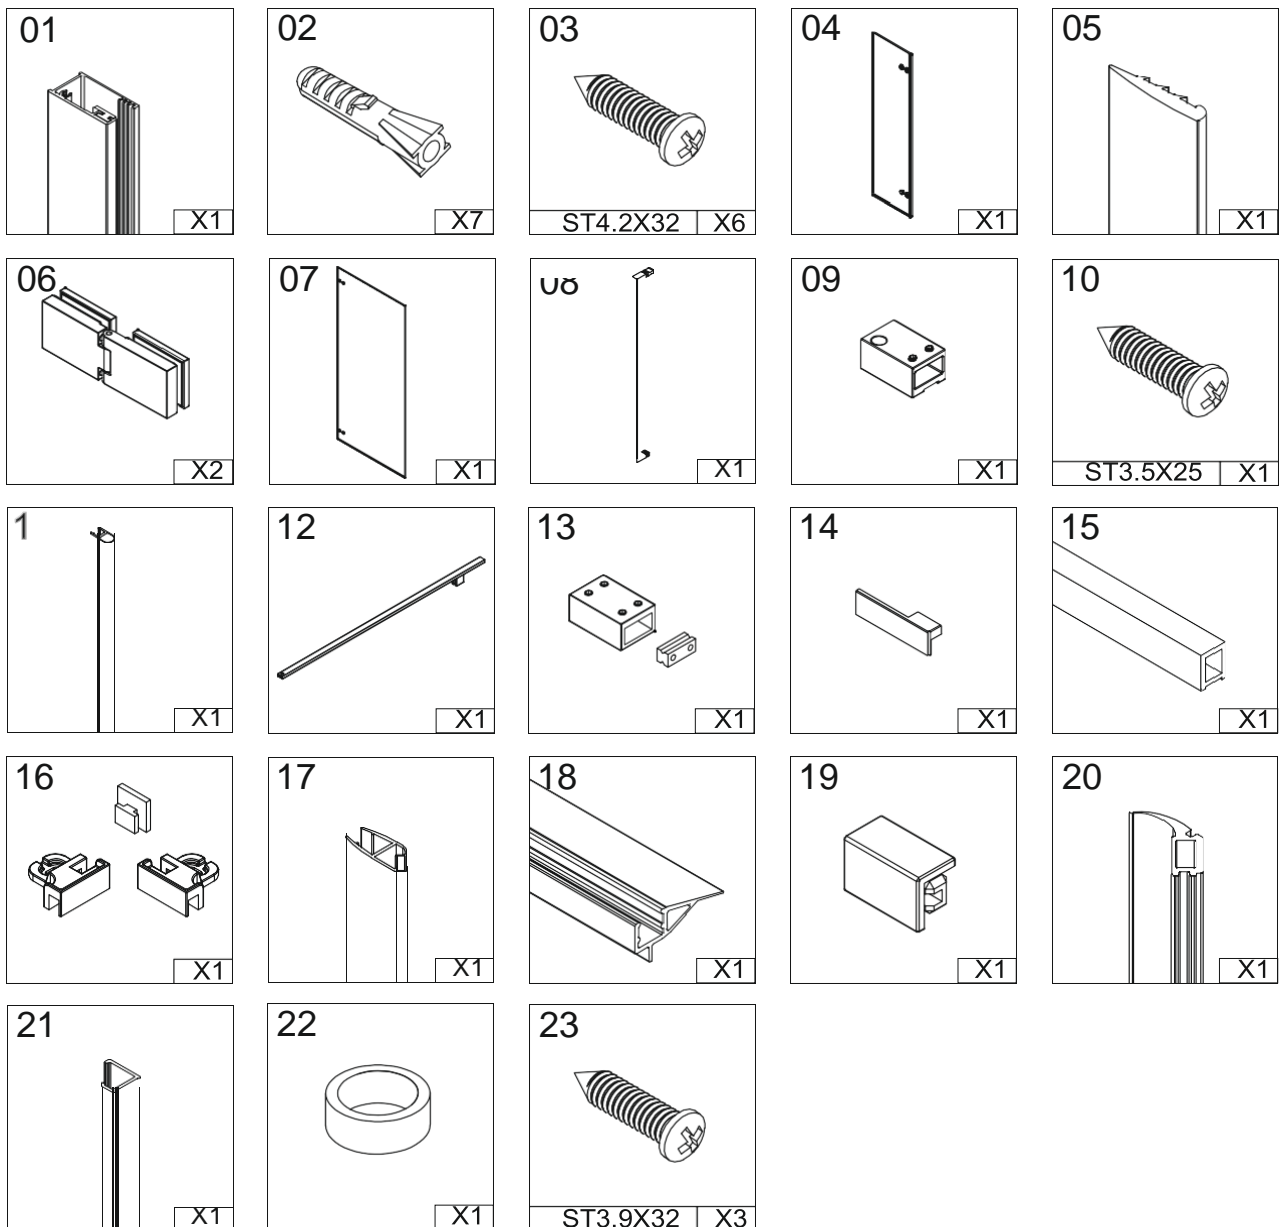 01 02 03 04 05
X1 X7 ST4.2X32 X6 X1 X1
06 07 08 09 10
X2 X1 X1 X1 ST3.5X25 X1
1 12 13 14 15
X1 X1 X1 X1 X1
16 17 18 19 20
X1 X1 X1 X1 X1
21 22 23
X1 X1 ST3.9X32 X3